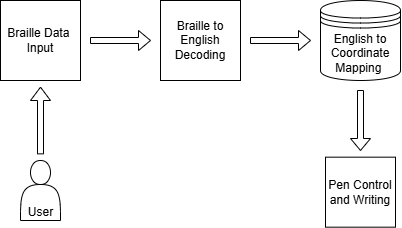 Braille Data
Input
Braille to
English
Decoding
English to
Coordinate
Mapping
User
Pen Control
and Writing